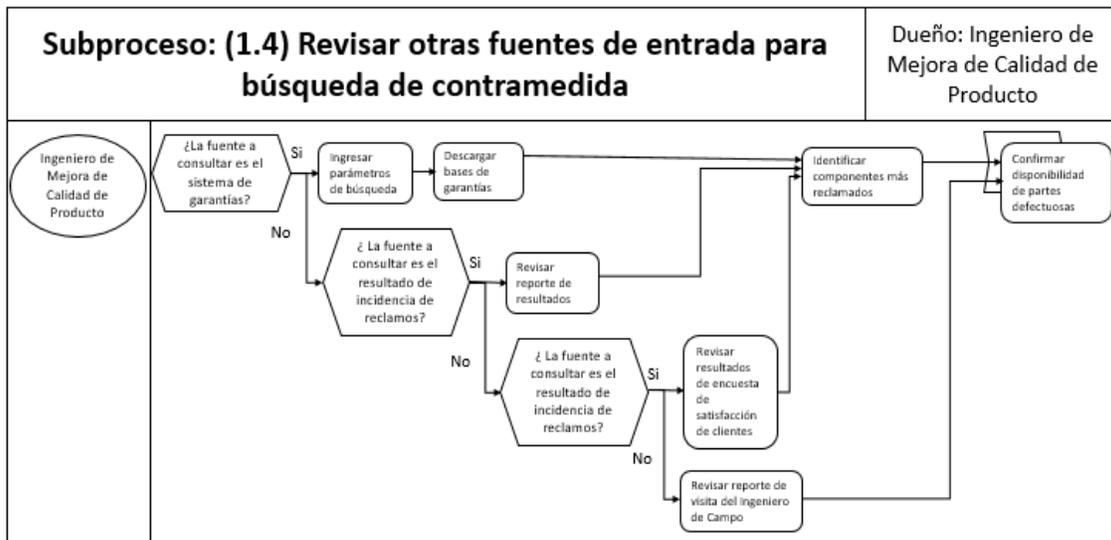 Subproceso: (1.4) Revisar otras fuentes de entrada para
búsqueda de contramedida
Dueño: Ingeniero de
Mejora de Calidad de
Producto
Ingeniero de
Mejora de
Calidad de
Producto
¿La fuente a
consultar es el
sistema de
garantías?
Si
No
Ingresar
parámetros
de búsqueda
Descargar
bases de
garantías
Identificar
componentes más
reclamados
Confirmar
disponibilidad
de partes
defectuosas
¿ La fuente a
consultar es el
resultado de
incidencia de
reclamos?
Si
No
Revisar
reporte de
resultados
¿ La fuente a
consultar es el
resultado de
incidencia de
reclamos?
Si
No
Revisar
resultados
de encuesta
de
satisfacción
de clientes
Revisar reporte de
visita del Ingeniero
de Campo